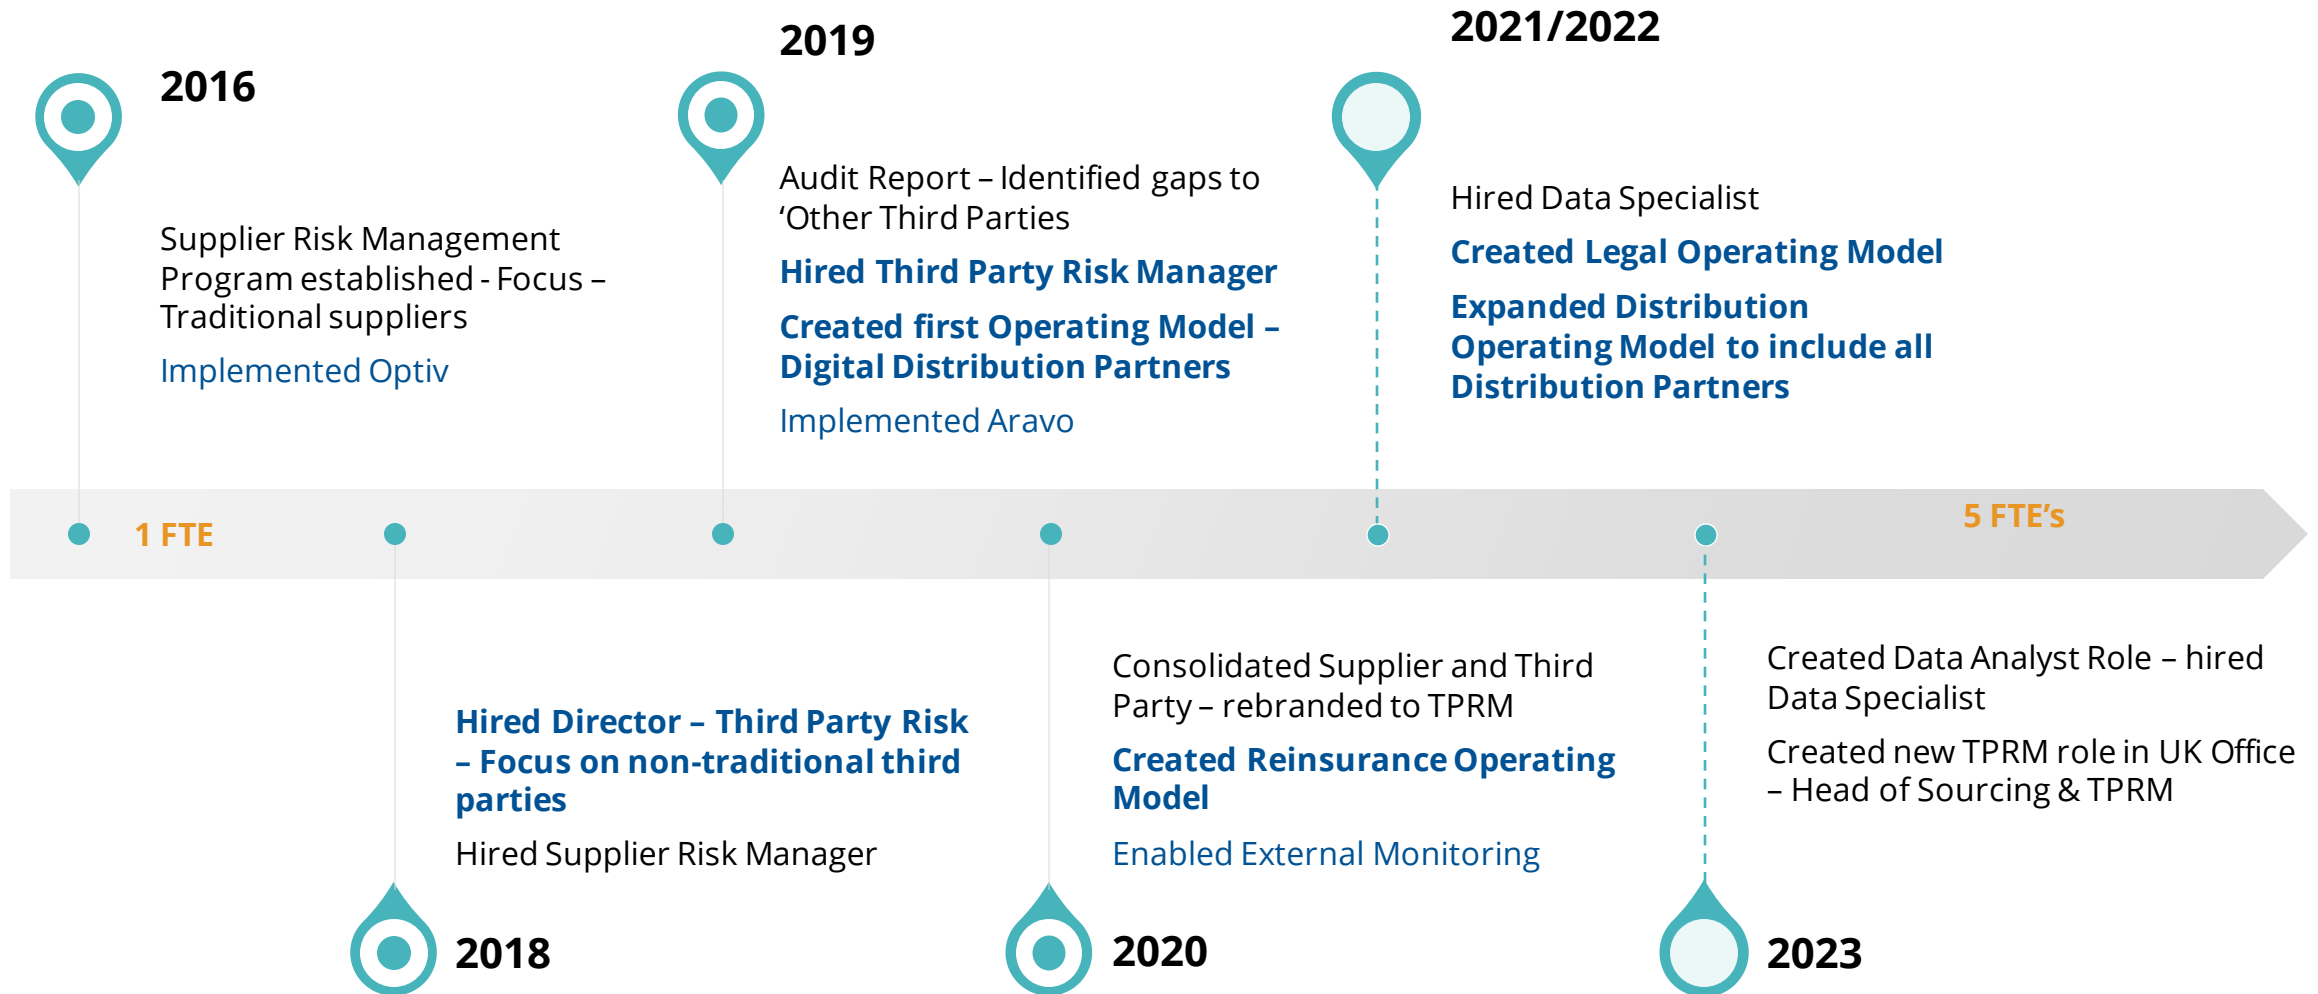 2016
Supplier Risk Management
Program established - Focus –
Traditional suppliers
Implemented Optiv
2019
Audit Report – Identified gaps to
‘Other Third Parties
Hired Third Party Risk Manager
Created first Operating Model –
Digital Distribution Partners
Implemented Aravo
2021/2022
Hired Data Specialist
Created Legal Operating Model
Expanded Distribution
Operating Model to include all
Distribution Partners
1 FTE
5 FTE’s
Hired Director – Third Party Risk
– Focus on non-traditional third
parties
Hired Supplier Risk Manager
2018
Consolidated Supplier and Third
Party – rebranded to TPRM
Created Reinsurance Operating
Model
Enabled External Monitoring
2020
Created Data Analyst Role – hired
Data Specialist
Created new TPRM role in UK Office
– Head of Sourcing & TPRM
2023